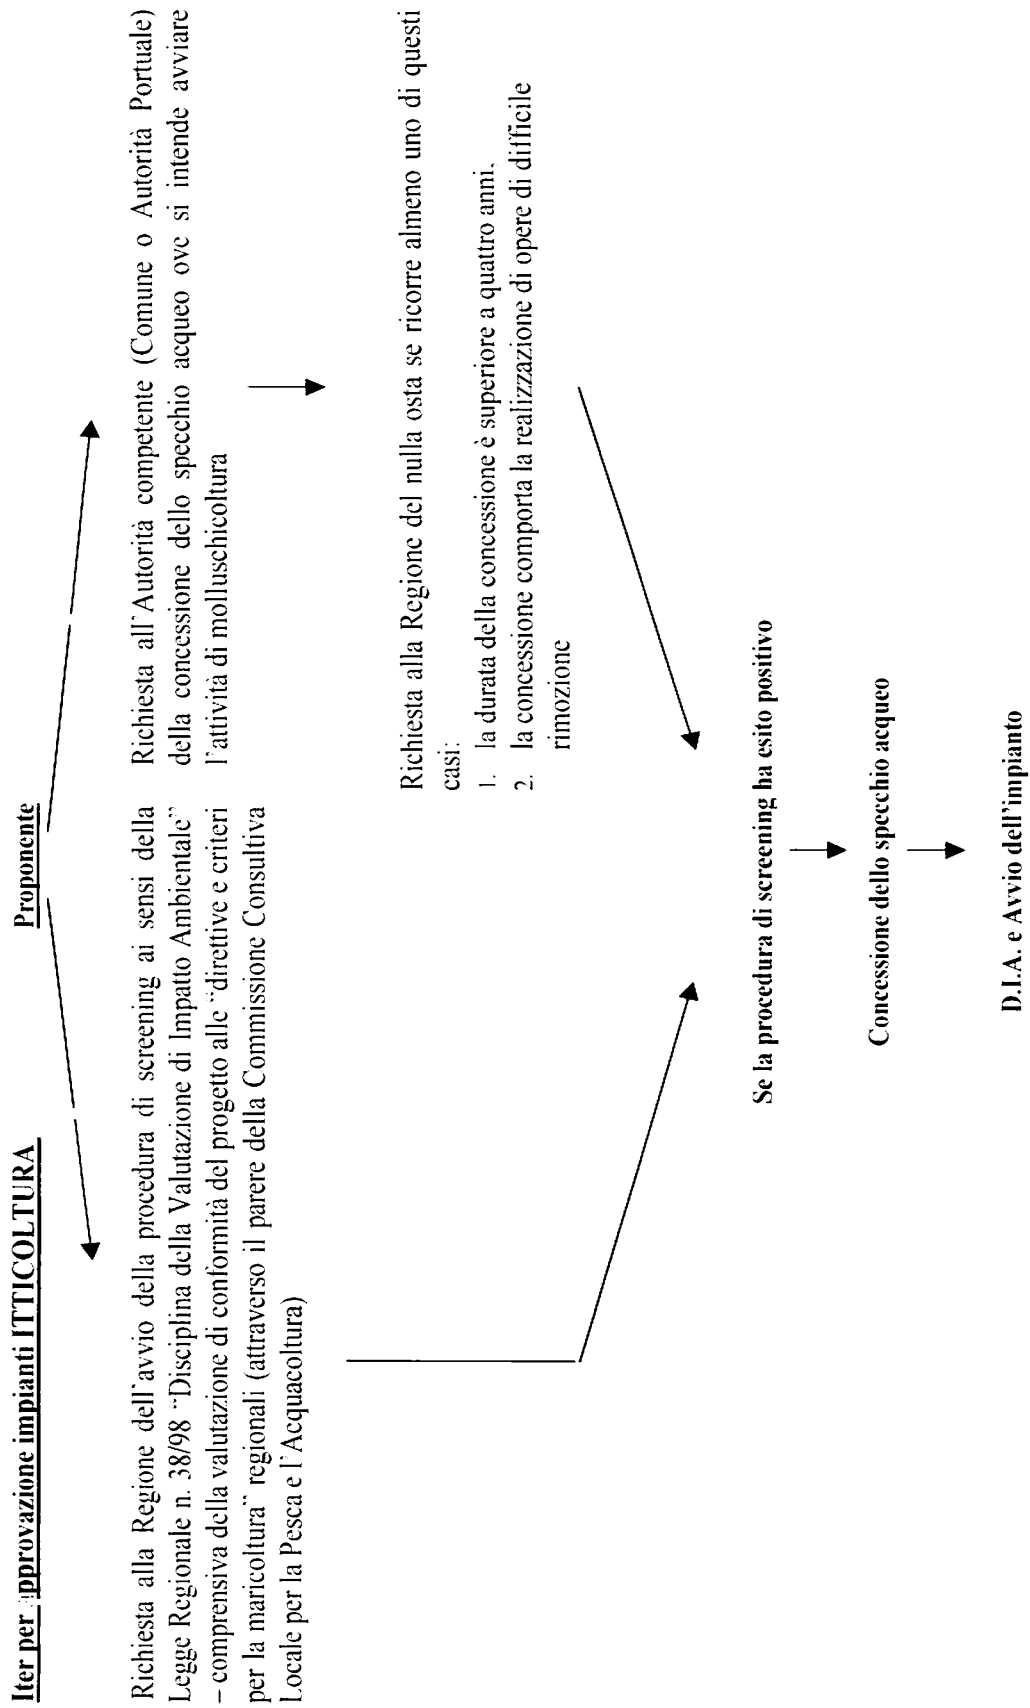 Iter per approvazione impianti ITTICOLTURA
Proponente
Richiesta alla Regione dell'avvio della procedura di screening ai sensi della
Legge Regionale n. 38/98 “Disciplina della Valutazione di Impatto Ambientale”
– comprensiva della valutazione di conformità del progetto alle “direttive e criteri
per la maricoltura” regionali (attraverso il parere della Commissione Consultiva
Locale per la Pesca e l'Acquacoltura)
Richiesta all'Autorità competente (Comune o Autorità Portuale)
della concessione dello specchio acqueo ove si intende avviare
l'attività di molluschicoltura
Richiesta alla Regione del nulla osta se ricorre almeno uno di questi
casi:
1. la durata della concessione è superiore a quattro anni,
2. la concessione comporta la realizzazione di opere di difficile
rimozione
Se la procedura di screening ha esito positivo
Concessione dello specchio acqueo
D.I.A. e Avvio dell'impianto